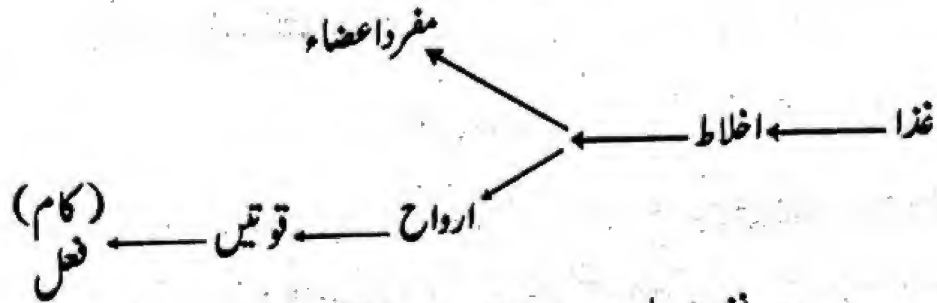 مفرد اعضاء
غذا اخلاط
ارواح قوتیں (کام)
فعل